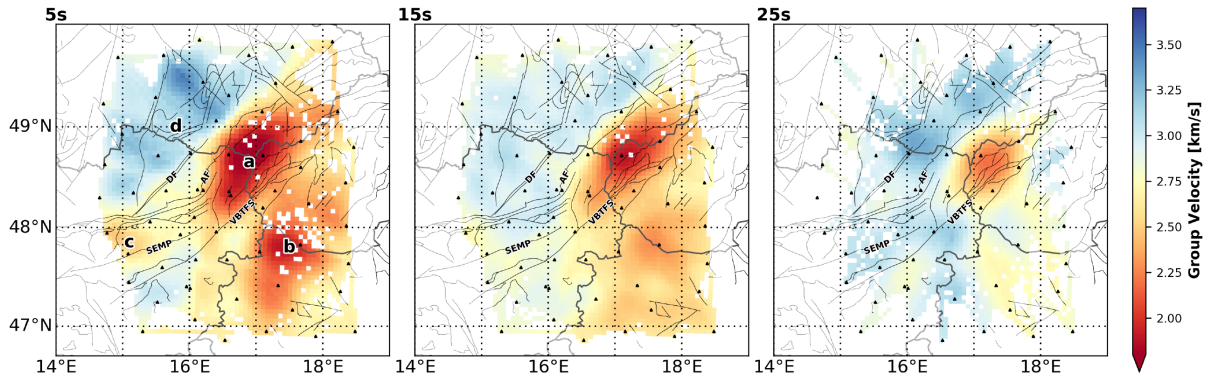 5s 15s 25s
3.50
3.25
49°N d 3.00
a
DF AF DF AF DF AF 2.75
VBTFS VBTFS VBTFS
48°N 2.50
c SEMP b SEMP SEMP
2.25
47°N 2.00
14°E 16°E 18°E 14°E 16°E 18°E 14°E 16°E 18°E
Group Velocity [km/s]